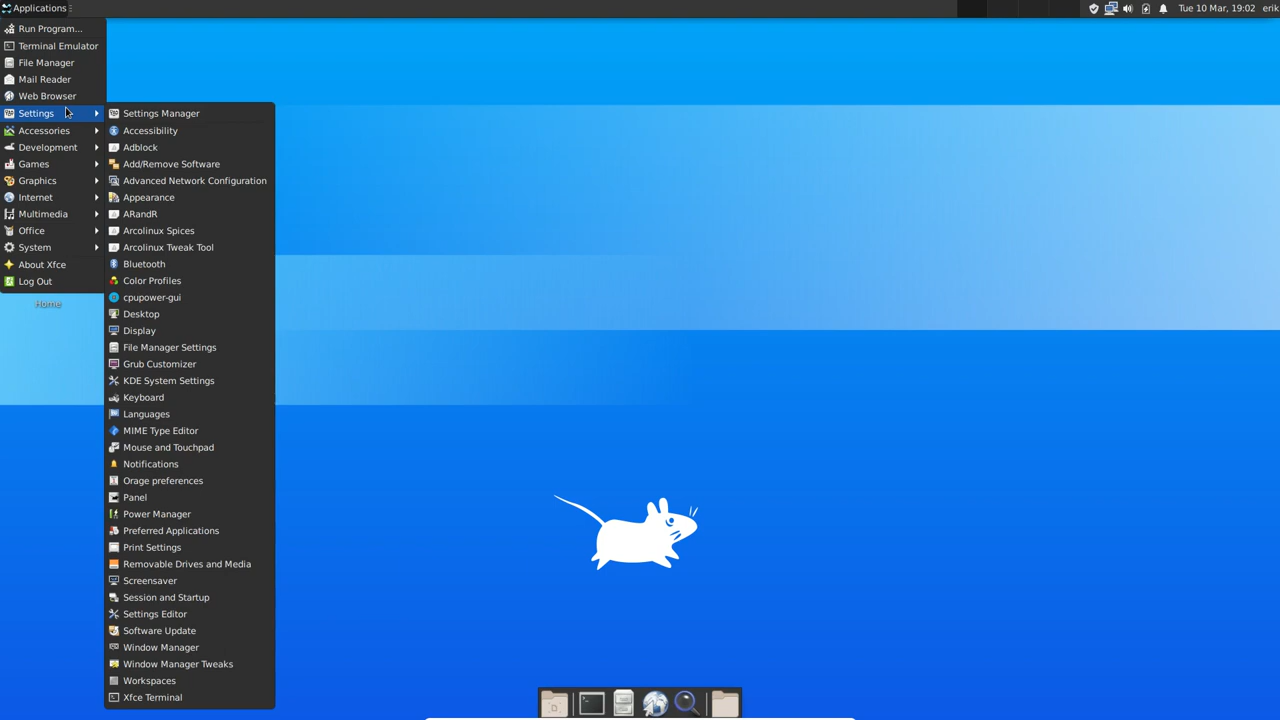 Applications
Tue 10 Mar, 19:02 erik
Run Program...
Terminal Emulator
File Manager
Mail Reader
Web Browser
Settings
Accessories
Development
Games
Graphics
Internet
Multimedia
Office
System
About Xfce
Log Out
Home
Settings Manager
Accessibility
Adblock
Add/Remove Software
Advanced Network Configuration
Appearance
ARandR
Arcolinux Spices
Arcolinux Tweak Tool
Bluetooth
Color Profiles
cpupower-gui
Desktop
Display
File Manager Settings
Grub Customizer
KDE System Settings
Keyboard
Languages
MIME Type Editor
Mouse and Touchpad
Notifications
Orage preferences
Panel
Power Manager
Preferred Applications
Print Settings
Removable Drives and Media
Screensaver
Session and Startup
Settings Editor
Software Update
Window Manager
Window Manager Tweaks
Workspaces
Xfce Terminal